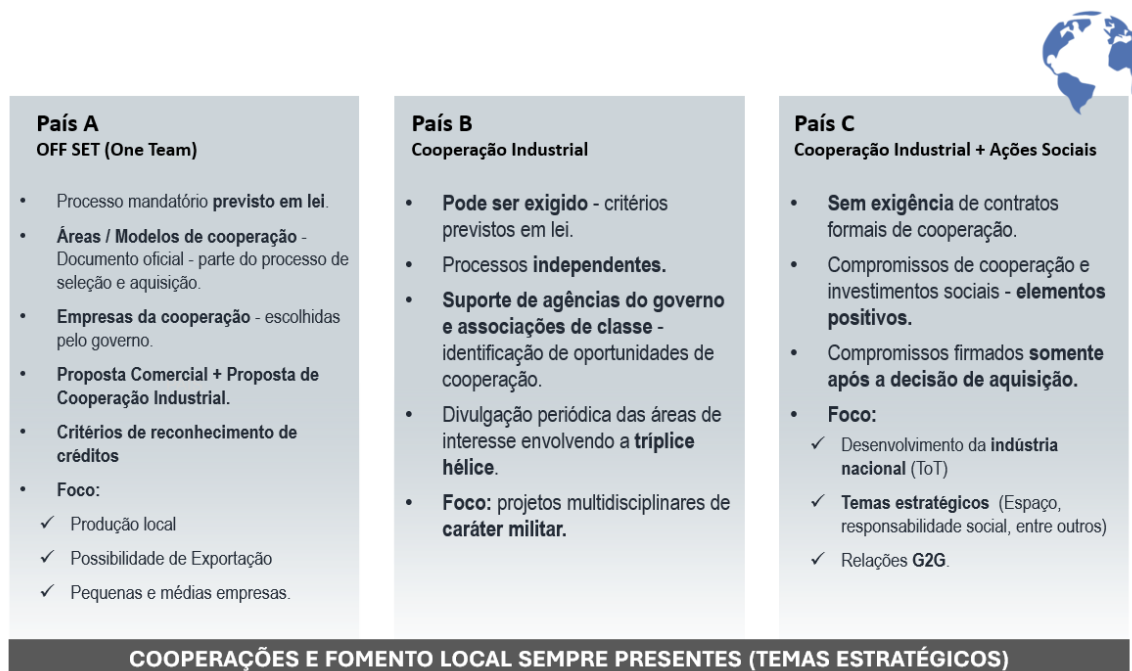 País A
OFF SET (One Team)
• Processo mandatório previsto em lei.
• Áreas / Modelos de cooperação -
Documento oficial - parte do processo de
seleção e aquisição.
• Empresas da cooperação - escolhidas
pelo governo.
• Proposta Comercial + Proposta de
Cooperação Industrial.
• Critérios de reconhecimento de
créditos
• Foco:
✓ Produção local
✓ Possibilidade de Exportação
✓ Pequenas e médias empresas.
País B
Cooperação Industrial
• Pode ser exigido - critérios
previstos em lei.
• Processos independentes.
• Suporte de agências do governo
e associações de classe -
identificação de oportunidades de
cooperação.
• Divulgação periódica das áreas de
interesse envolvendo a tríplice
hélice.
• Foco: projetos multidisciplinares de
caráter militar.
País C
Cooperação Industrial + Ações Sociais
• Sem exigência de contratos
formais de cooperação.
• Compromissos de cooperação e
investimentos sociais - elementos
positivos.
• Compromissos firmados somente
após a decisão de aquisição.
• Foco:
✓ Desenvolvimento da indústria
nacional (ToT)
✓ Temas estratégicos (Espaço,
responsabilidade social, entre outros)
✓ Relações G2G.
COOPERAÇÕES E FOMENTO LOCAL SEMPRE PRESENTES (TEMAS ESTRATÉGICOS)